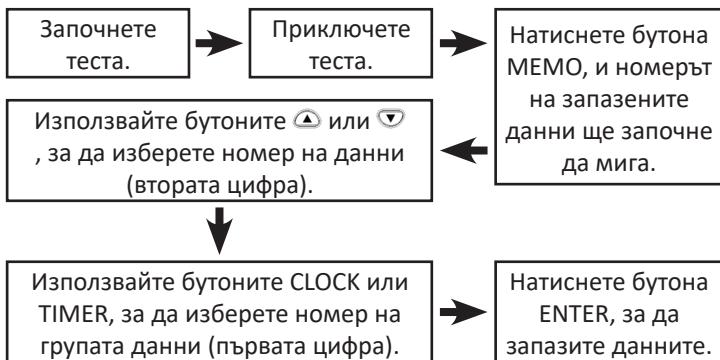 Започнете
теста.
Приключете
теста.
Натиснете бутона
MEMO, и номерът
на запазените
данни ще започне
да мига.
Използвайте бутоните ▲ или ▼
, за да изберете номер на данни
(втората цифра).
Използвайте бутоните CLOCK или
TIMER, за да изберете номер на
групата данни (първата цифра).
Натиснете бутона
ENTER, за да
запазите данните.